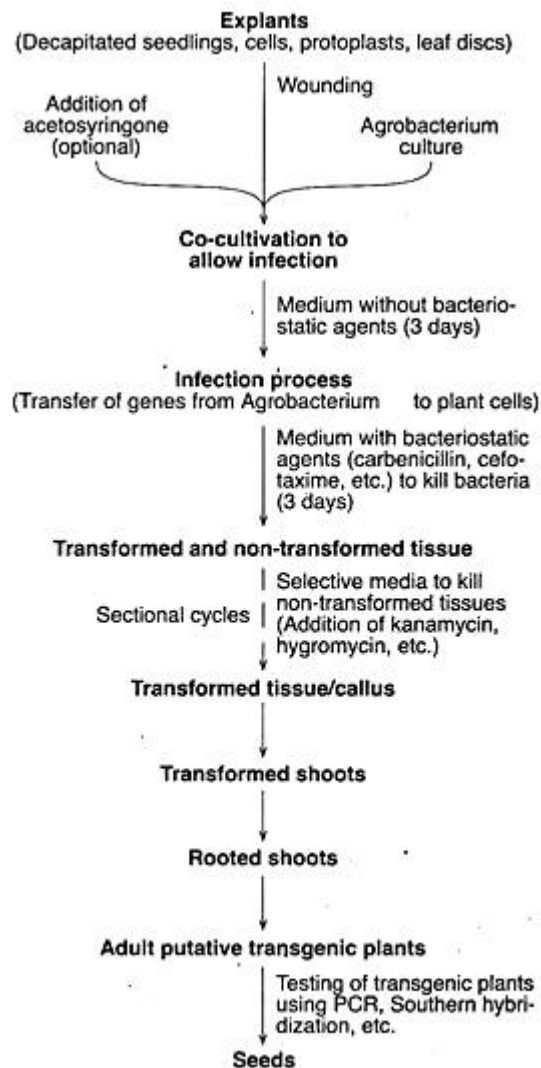 Explants
(Decapitated seedlings, cells, protoplasts, leaf discs)
Wounding
Addition of
acetosyringone
(optional)
Agrobacterium
culture
Co-cultivation to
allow infection
Medium without bacterio-
static agents (3 days)
Infection process
(Transfer of genes from Agrobacterium to plant cells)
Medium with bacteriostatic
agents (carbenicillin, cefo-
taxime, etc.) to kill bacteria
(3 days)
Transformed and non-transformed tissue
Sectional cycles
Selective media to kill
non-transformed tissues
(Addition of kanamycin,
hygromycin, etc.)
Transformed tissue/callus
Transformed shoots
Rooted shoots
Adult putative transgenic plants
Testing of transgenic plants
using PCR, Southern hybri-
dization, etc.
Seeds